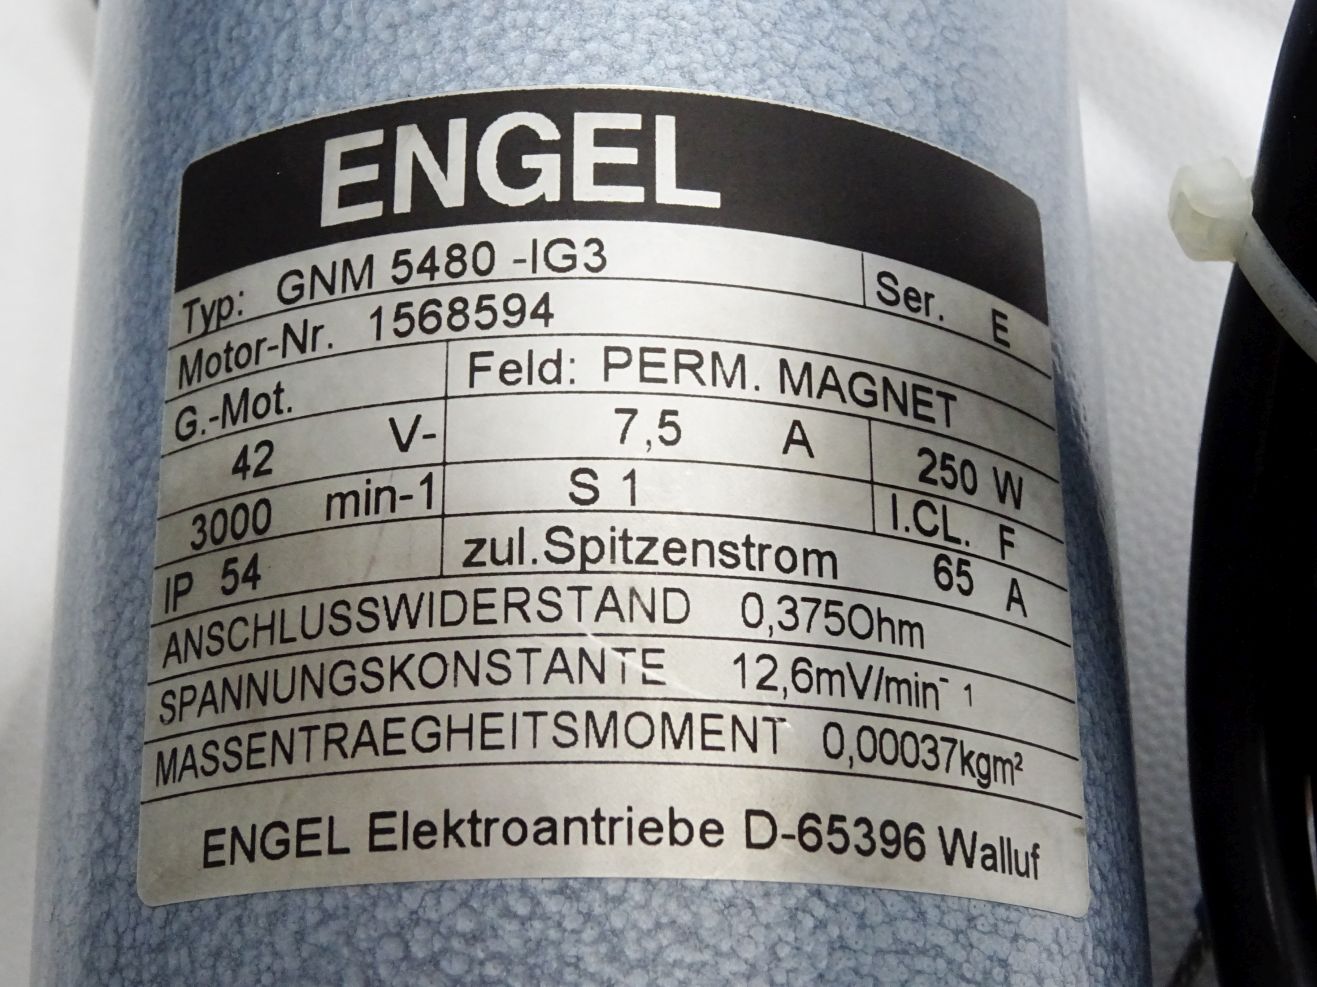 ENGEL
Typ: GNM 5480 -IG3 Ser. E
Motor-Nr. 1568594
G.-Mot. Feld: PERM. MAGNET
42 V- 7,5 A 250 W
3000 min-1 S 1 I.CL. F
IP 54 zul.Spitzenstrom 65 A
ANSCHLUSSWIDERSTAND 0,375Ohm
SPANNUNGSKONSTANTE 12,6mV/min⁻¹
MASSENTRAEGHEITSMOMENT 0,00037kgm²
ENGEL Elektroantriebe D-65396 Walluf